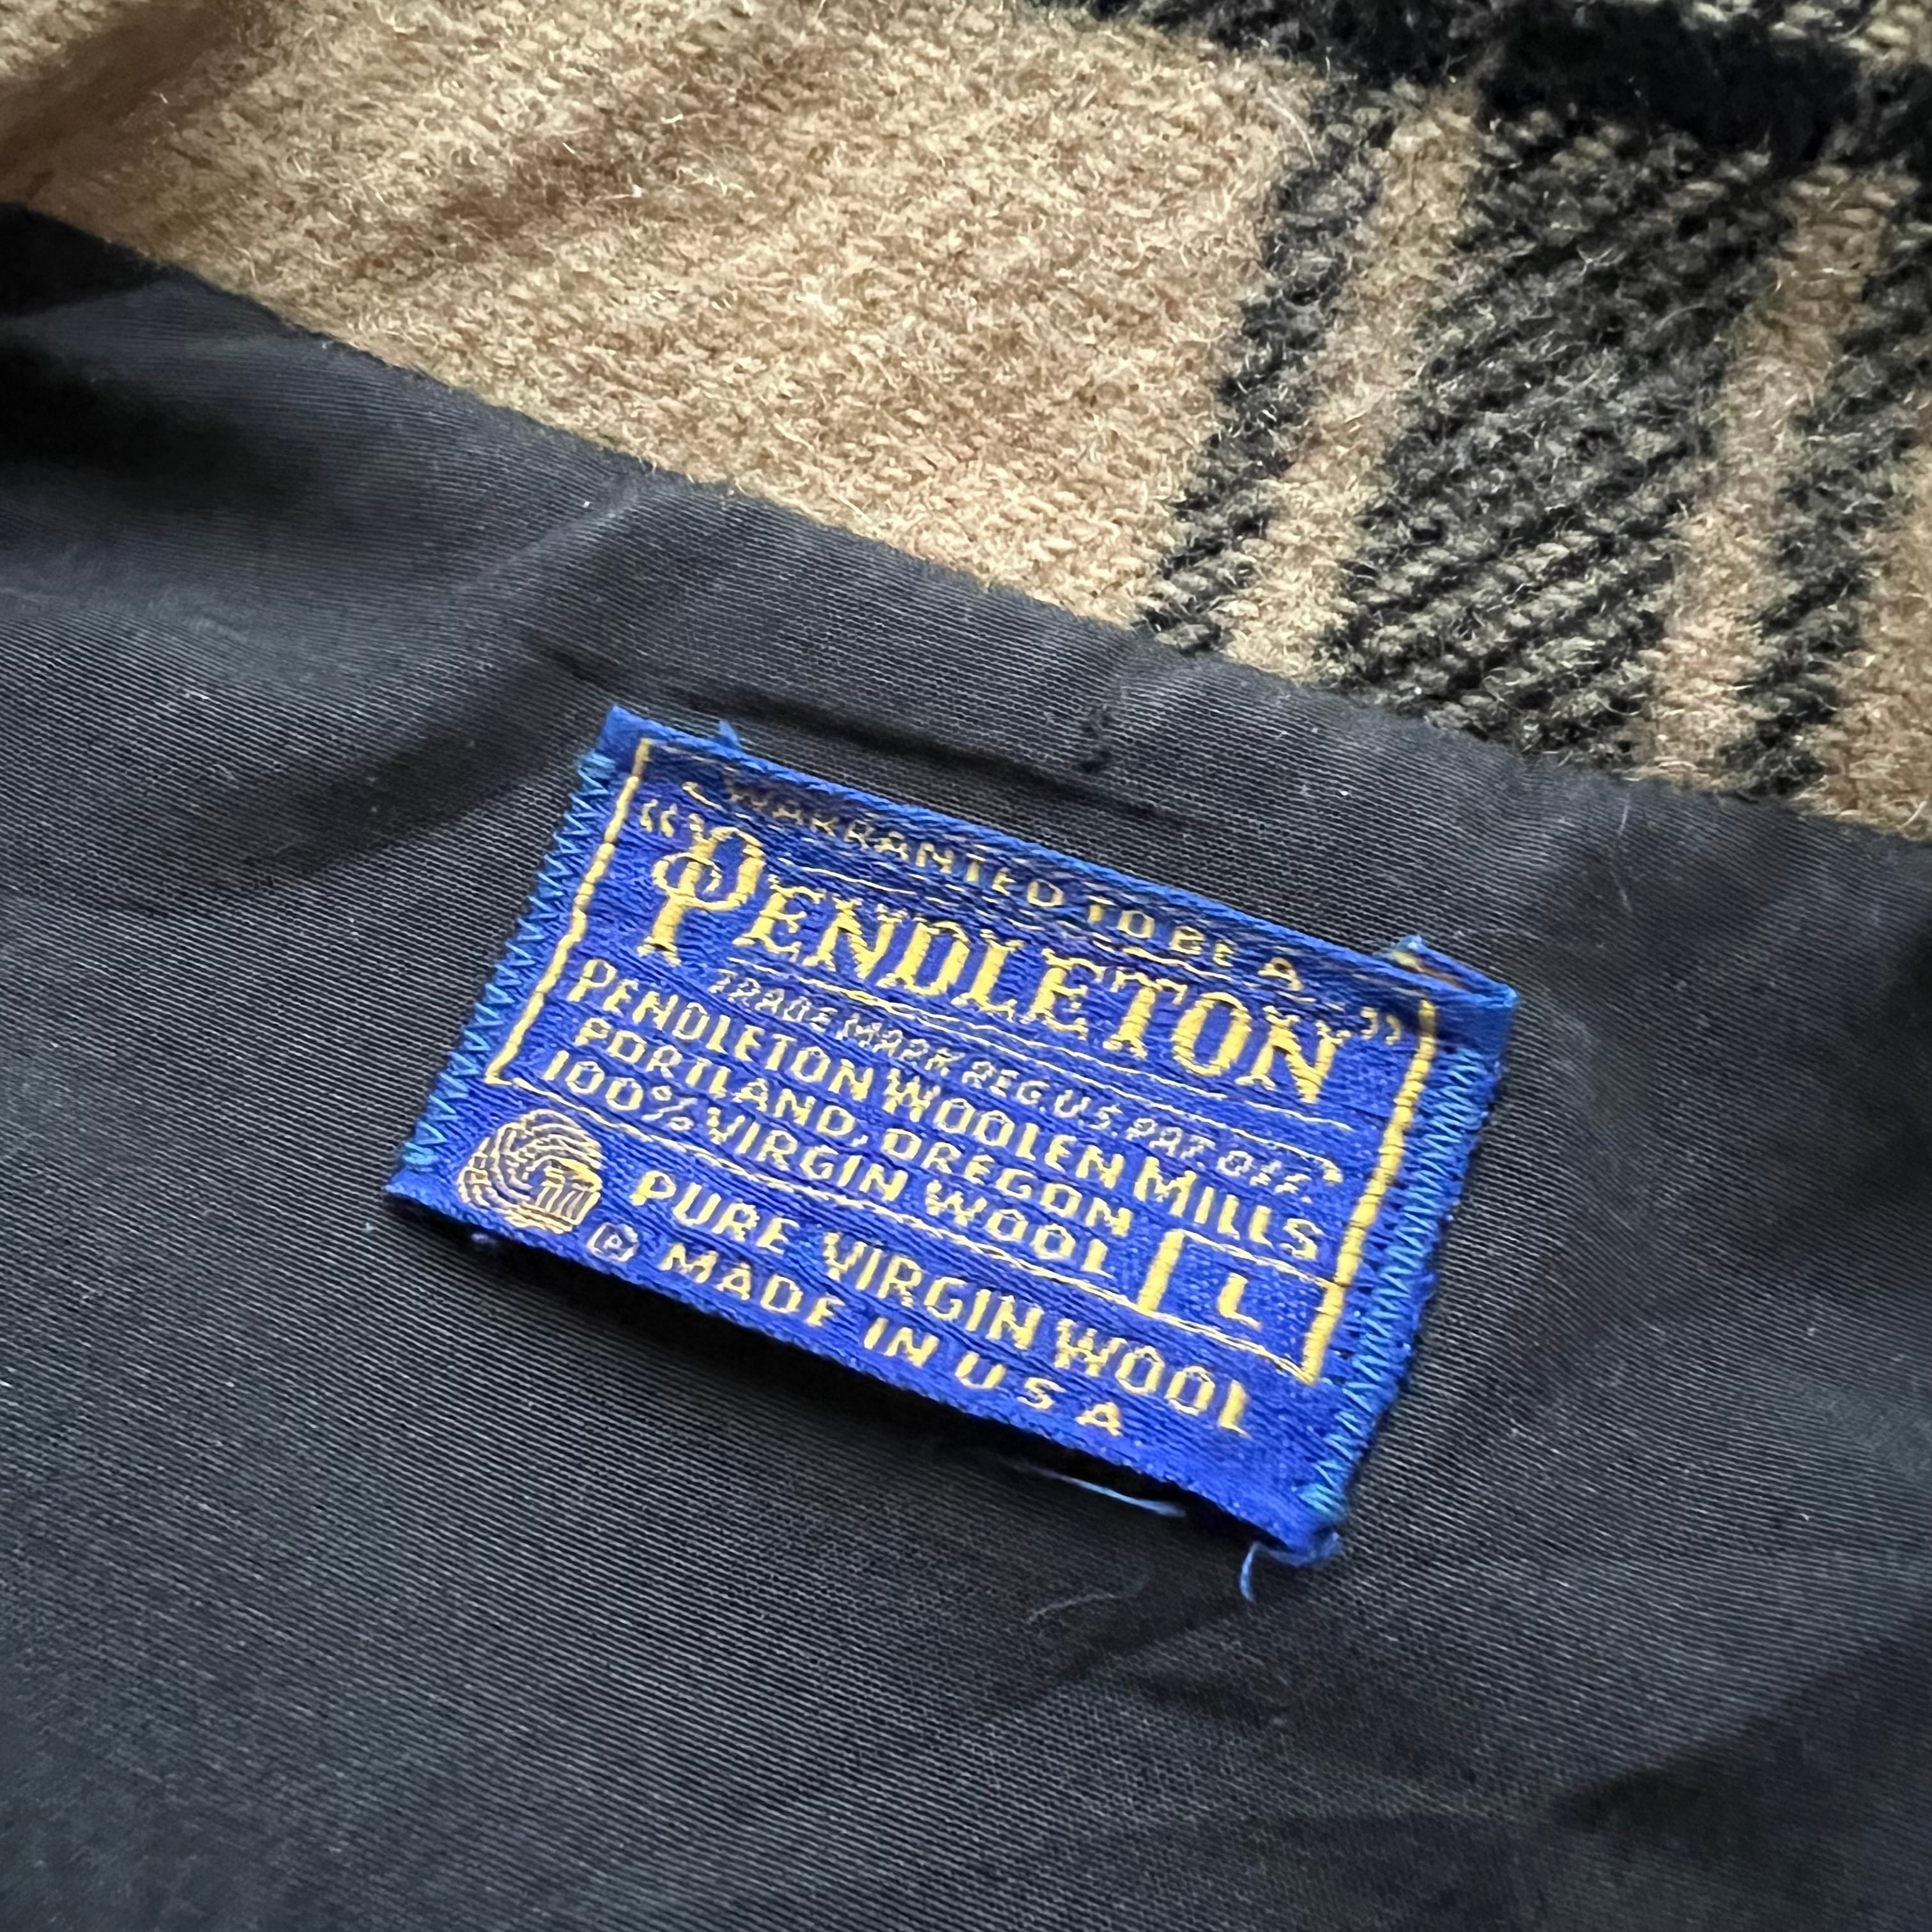 WARRANTED TO BE A
"PENDLETON"
TRADE MARK REG. U.S. PAT. OFF.
PENDLETON WOOLEN MILLS
PORTLAND, OREGON
100% VIRGIN WOOL L
PURE VIRGIN WOOL
Ⓟ MADE IN U S A